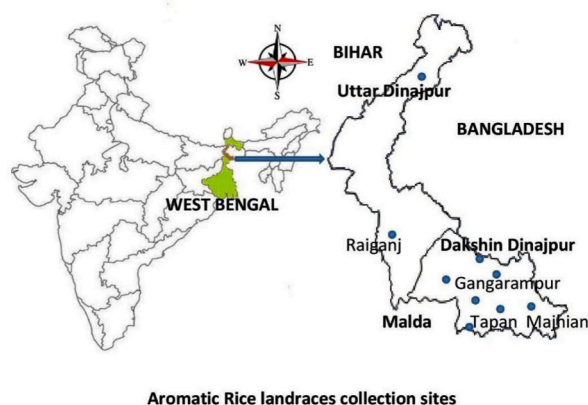 N
W E
S
BIHAR
Uttar Dinajpur
BANGLADESH
WEST BENGAL
Raiganj
Dakshin Dinajpur
Gangarampur
Malda
Tapan Majhian
Aromatic Rice landraces collection sites